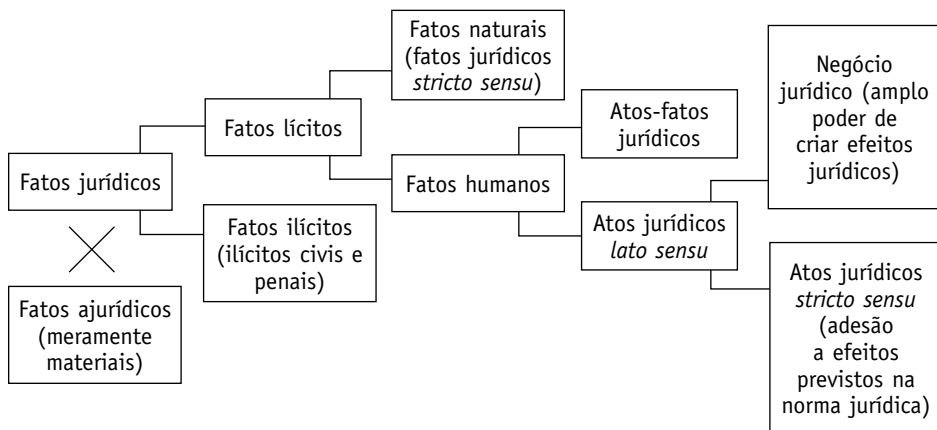 Fatos naturais
(fatos jurídicos
stricto sensu)
Negócio
jurídico (amplo
poder de
criar efeitos
jurídicos)
Fatos lícitos
Atos-fatos
jurídicos
Fatos jurídicos
Fatos humanos
Fatos ilícitos
(ilícitos civis e
penais)
Atos jurídicos
lato sensu
Fatos ajurídicos
(meramente
materiais)
Atos jurídicos
stricto sensu
(adesão
a efeitos
previstos na
norma jurídica)